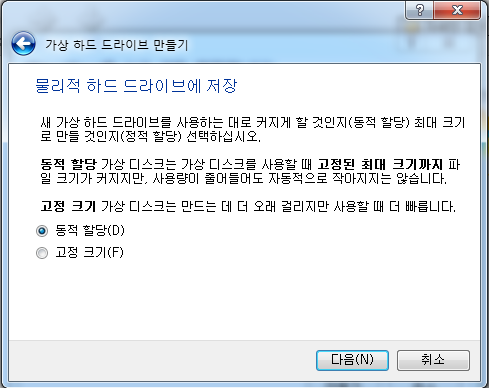 가상 하드 드라이브 만들기
물리적 하드 드라이브에 저장
새 가상 하드 드라이브를 사용하는 대로 커지게 할 것인지(동적 할당) 최대 크기
로 만들 것인지(정적 할당) 선택하십시오.
동적 할당 가상 디스크는 가상 디스크를 사용할 때 고정된 최대 크기까지 파
일 크기가 커지지만, 사용량이 줄어들어도 자동적으로 작아지지는 않습니다.
고정 크기 가상 디스크는 만드는 데 더 오래 걸리지만 사용할 때 더 빠릅니다.
동적 할당(D)
고정 크기(F)
다음(N) 취소